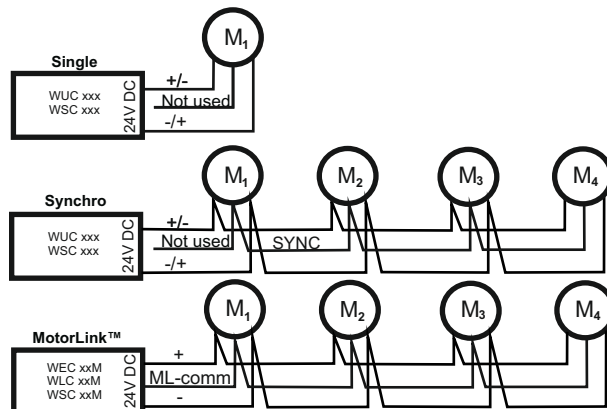 Single
M1
WUC xxx
WSC xxx
24V DC
+/-
Not used
-/+
Synchro
M1
M2
M3
M4
WUC xxx
WSC xxx
24V DC
+/-
Not used
SYNC
-/+
MotorLink™
M1
M2
M3
M4
WEC xxM
WLC xxM
WSC xxM
24V DC
+
ML-comm
-